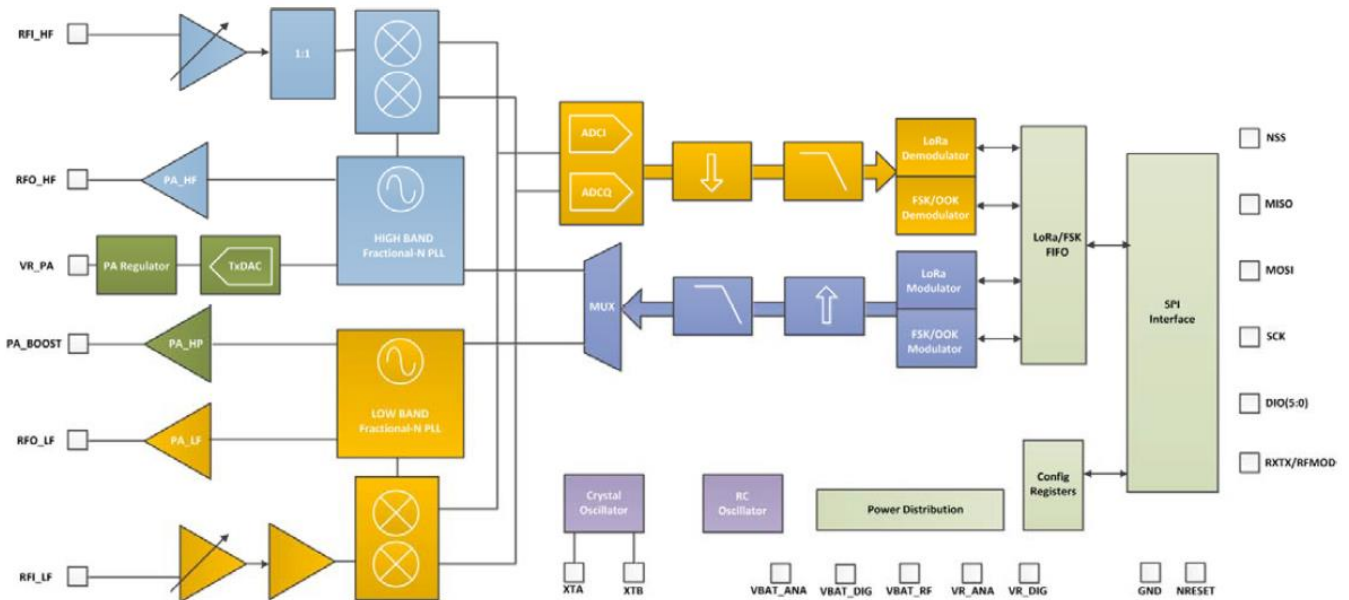 RFI_HF
1:1
RFO_HF
PA_HF
HIGH BAND
Fractional-N PLL
VR_PA
PA Regulator
TxDAC
PA_BOOST
PA_HP
LOW BAND
Fractional-N PLL
RFO_LF
PA_LF
RFI_LF
ADCI
ADCQ
MUX
LoRa
Demodulator
FSK/OOK
Demodulator
LoRa
Modulator
FSK/OOK
Modulator
LoRa/FSK
FIFO
SPI
Interface
Config
Registers
NSS
MISO
MOSI
SCK
DIO(5:0)
RXTX/RFMOD
Crystal
Oscillator
RC
Oscillator
Power Distribution
XTA
XTB
VBAT_ANA
VBAT_DIG
VBAT_RF
VR_ANA
VR_DIG
GND
NRESET